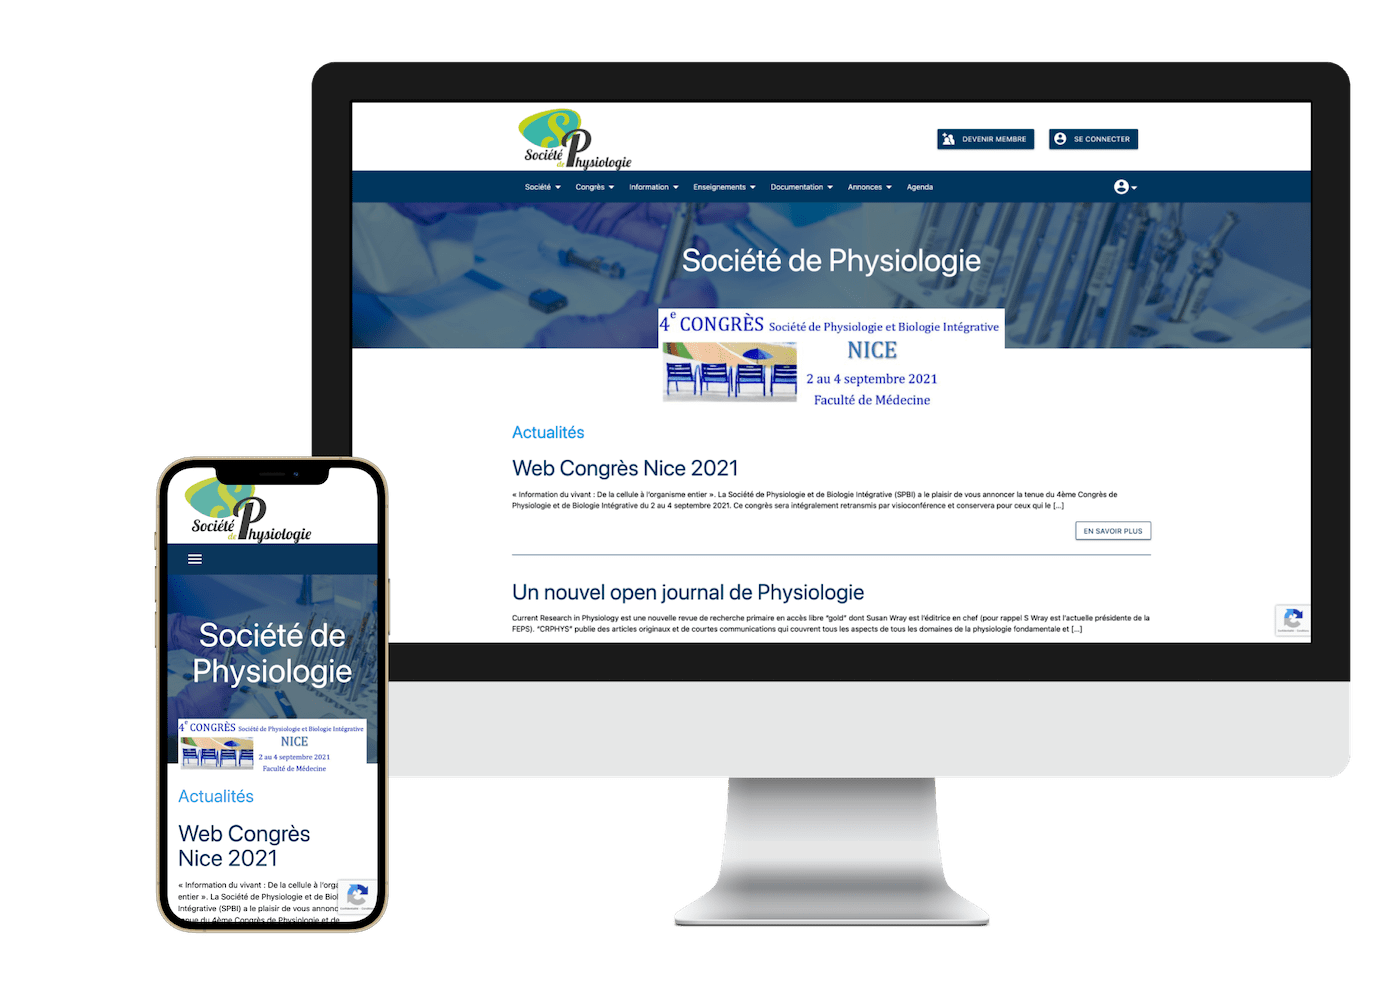 Société
de Physiologie
DEVENIR MEMBRE
SE CONNECTER
Société Congrès Information Enseignements Documentation Annonces Agenda
Société de Physiologie
4e CONGRÈS Société de Physiologie et Biologie Intégrative
NICE
2 au 4 septembre 2021
Faculté de Médecine
Actualités
Web Congrès Nice 2021
« Information du vivant : De la cellule à l'organisme entier ». La Société de Physiologie et de Biologie Intégrative (SPBI) a le plaisir de vous annoncer la tenue du 4ème Congrès de
Physiologie et de Biologie Intégrative du 2 au 4 septembre 2021. Ce congrès sera intégralement retransmis par visioconférence et conservera pour ceux qui le [...]
EN SAVOIR PLUS
Un nouvel open journal de Physiologie
Current Research in Physiology est une nouvelle revue de recherche primaire en accès libre "gold" dont Susan Wray est l'éditrice en chef (pour rappel S Wray est l'actuelle présidente de la
FEPS). "CRPHYS" publie des articles originaux et de courtes communications qui couvrent tous les aspects de tous les domaines de la physiologie fondamentale et [...]
Société
de Physiologie
Société de
Physiologie
4e CONGRÈS Société de Physiologie et Biologie Intégrative
NICE
2 au 4 septembre 2021
Faculté de Médecine
Actualités
Web Congrès
Nice 2021
« Information du vivant : De la cellule à l'orga
entier ». La Société de Physiologie et de Biol
Intégrative (SPBI) a le plaisir de vous annonc
tenue du 4ème Congrès de Physiologie et de